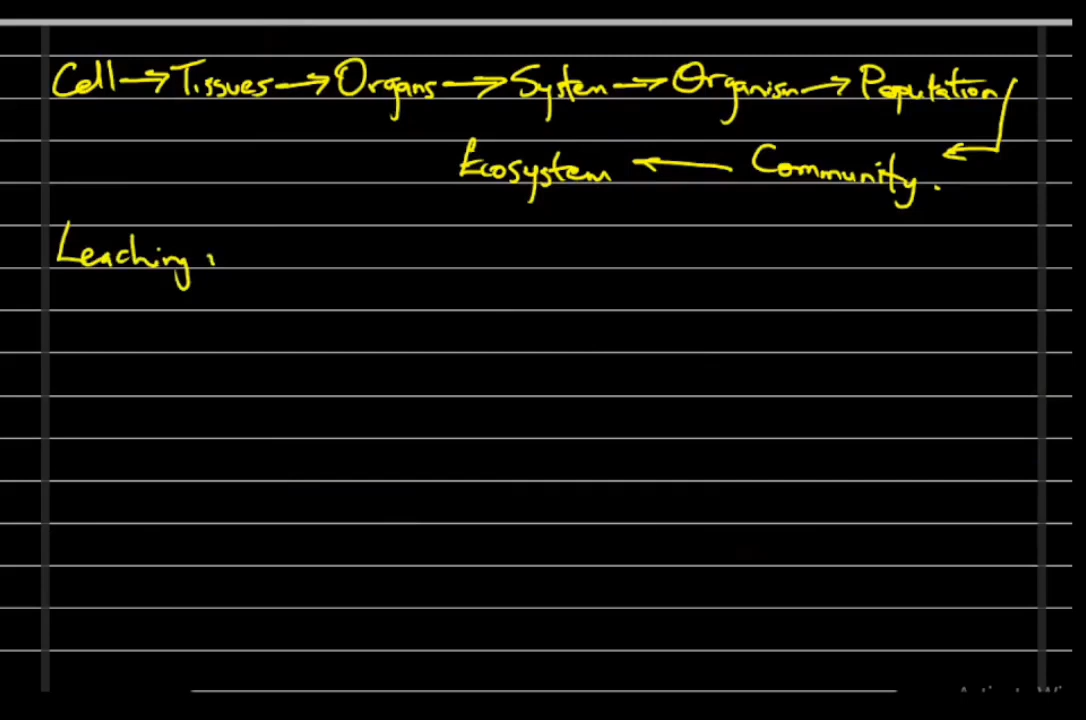 Cell → Tissues → Organs → System → Organism → Population
Ecosystem ← Community.
Leaching :